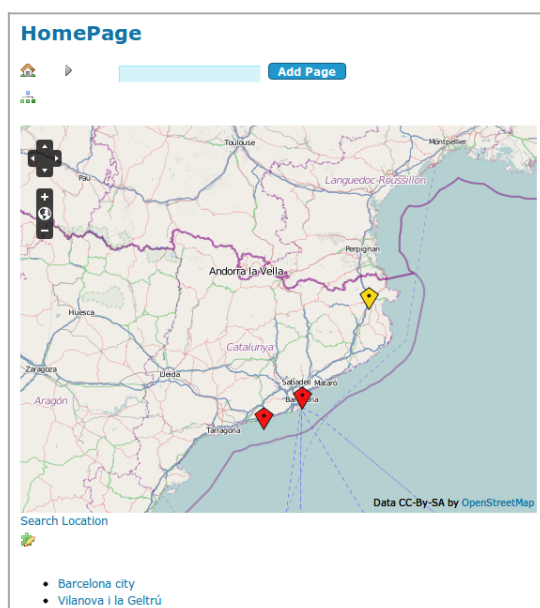 HomePage
Add Page
Toulouse
Montpellier
Pau
Languedoc-Roussillon
Perpignan
Andorra la Vella
Huesca
Catalunya
Zaragoza
Lleida
Sabadell Mataró
Aragón
Tarragona
Data CC-By-SA by OpenStreetMap
Search Location
• Barcelona city
• Vilanova i la Geltrú